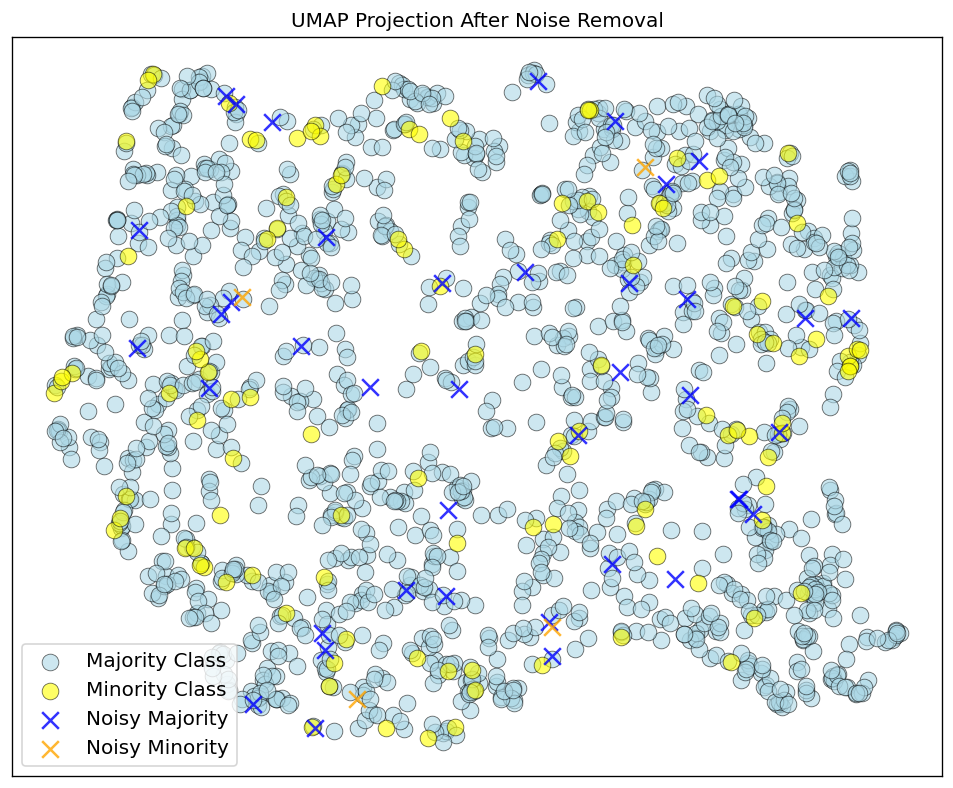 UMAP Projection After Noise Removal
Majority Class
Minority Class
Noisy Majority
Noisy Minority